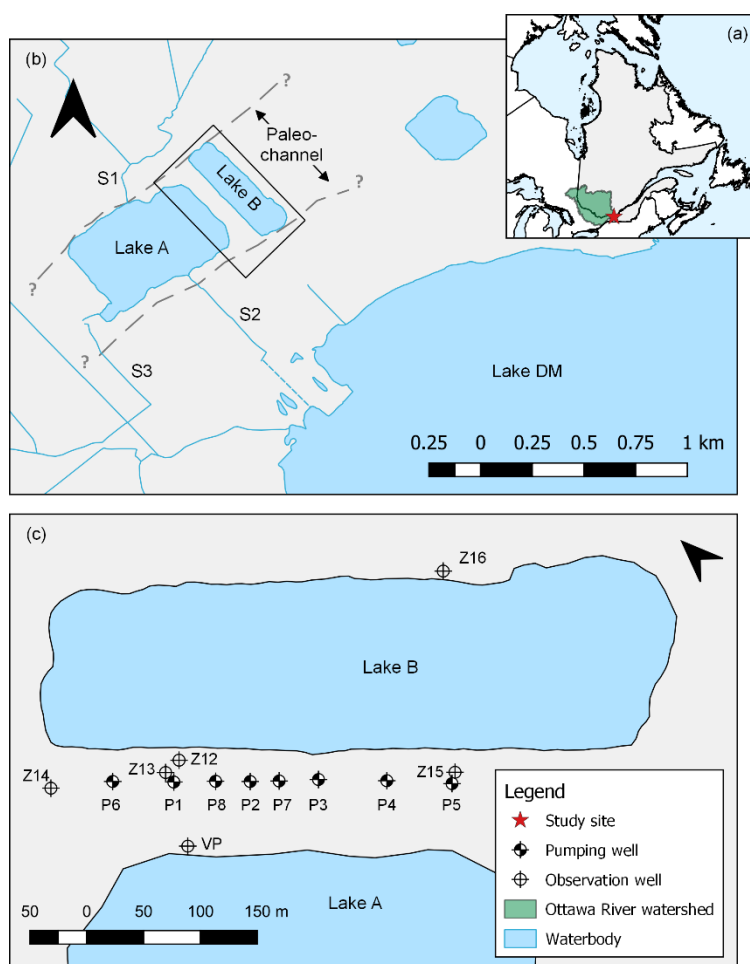 (a)
(b)
?
Paleo-
channel
S1
Lake B
?
Lake A
?
S2
?
S3
Lake DM
0.25 0 0.25 0.5 0.75 1 km
(c)
Z16
Lake B
Z12
Z13
Z14
Z15
P6 P1 P8 P2 P7 P3 P4 P5
VP
Lake A
50 0 50 100 150 m
Legend
Study site
Pumping well
Observation well
Ottawa River watershed
Waterbody